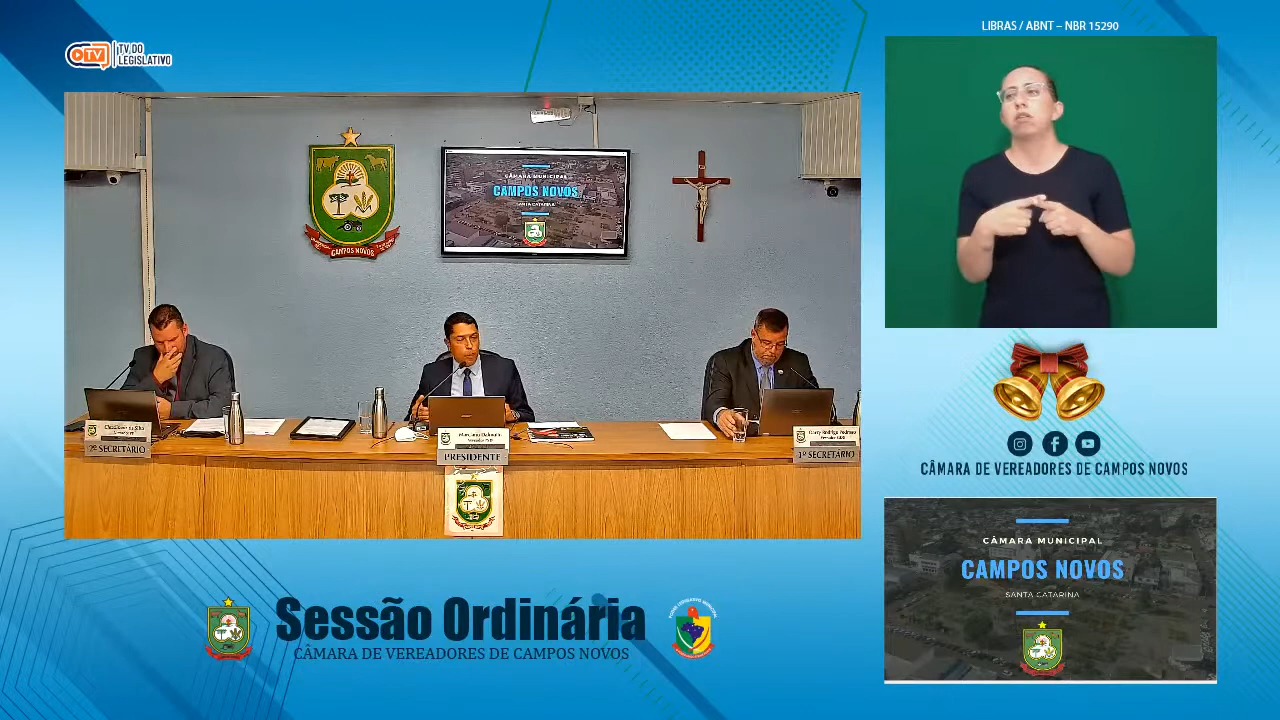 LIBRAS / ABNT – NBR 15290
TV
TV DO
LEGISLATIVO
CÂMARA MUNICIPAL
CAMPOS NOVOS
SANTA CATARINA
CAMPOS NOVOS
2º SECRETÁRIO
PRESIDENTE
1º SECRETÁRIO
CÂMARA DE VEREADORES DE CAMPOS NOVOS
CÂMARA MUNICIPAL
CAMPOS NOVOS
SANTA CATARINA
Sessão Ordinária
CÂMARA DE VEREADORES DE CAMPOS NOVOS